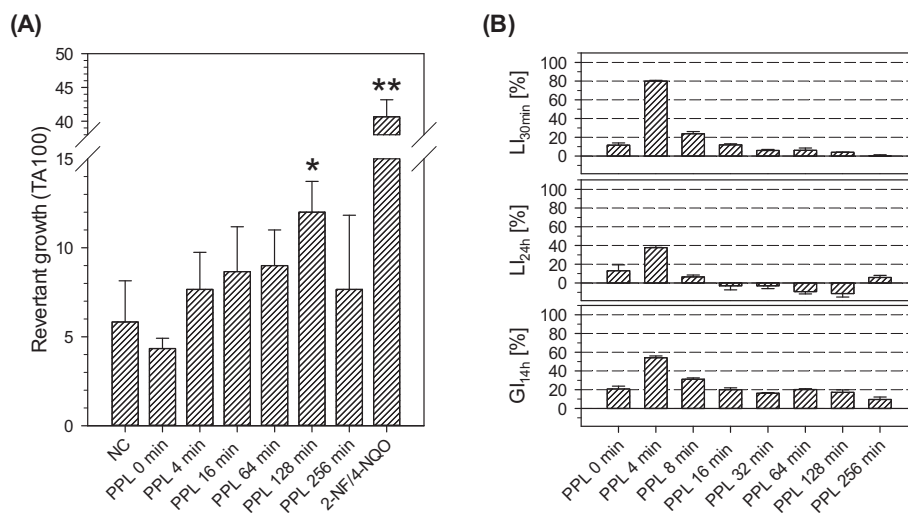 (A)
50
45
40
15
10
5
0
Revertant growth (TA100)
*
**
NC
PPL 0 min
PPL 4 min
PPL 16 min
PPL 64 min
PPL 128 min
PPL 256 min
2-NF/4-NQO
(B)
100
80
60
40
20
0
LI30min [%]
100
80
60
40
20
0
LI24h [%]
100
80
60
40
20
0
GI14h [%]
PPL 0 min
PPL 4 min
PPL 8 min
PPL 16 min
PPL 32 min
PPL 64 min
PPL 128 min
PPL 256 min